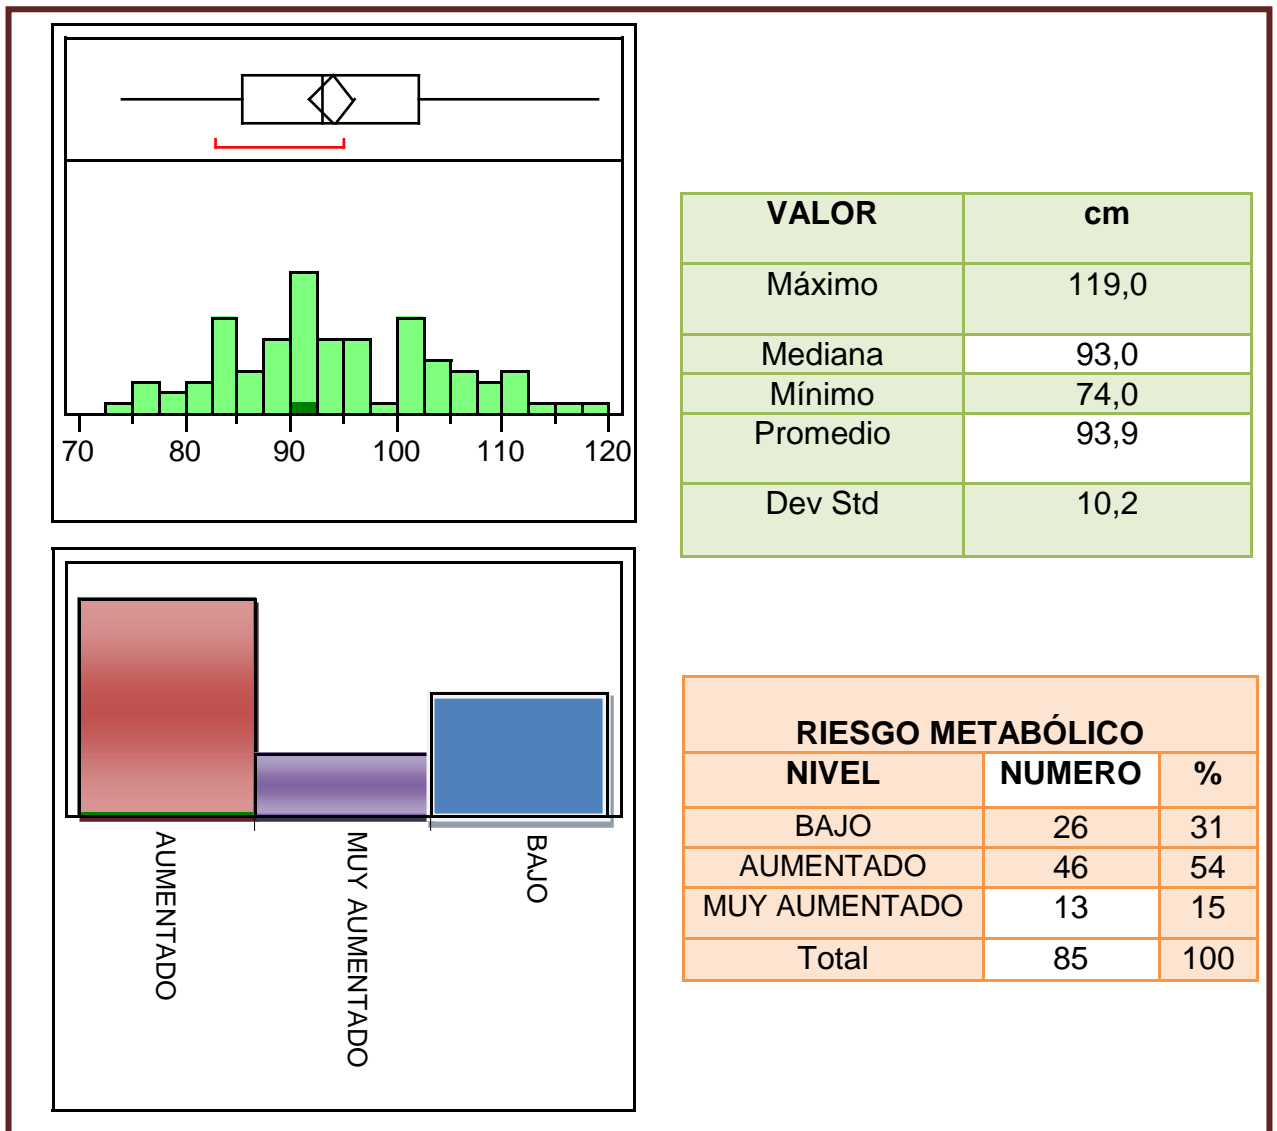 70 80 90 100 110 120
VALOR cm
Máximo 119,0
Mediana 93,0
Mínimo 74,0
Promedio 93,9
Dev Std 10,2
AUMENTADO
MUY AUMENTADO
BAJO
RIESGO METABÓLICO
NIVEL NUMERO %
BAJO 26 31
AUMENTADO 46 54
MUY AUMENTADO 13 15
Total 85 100